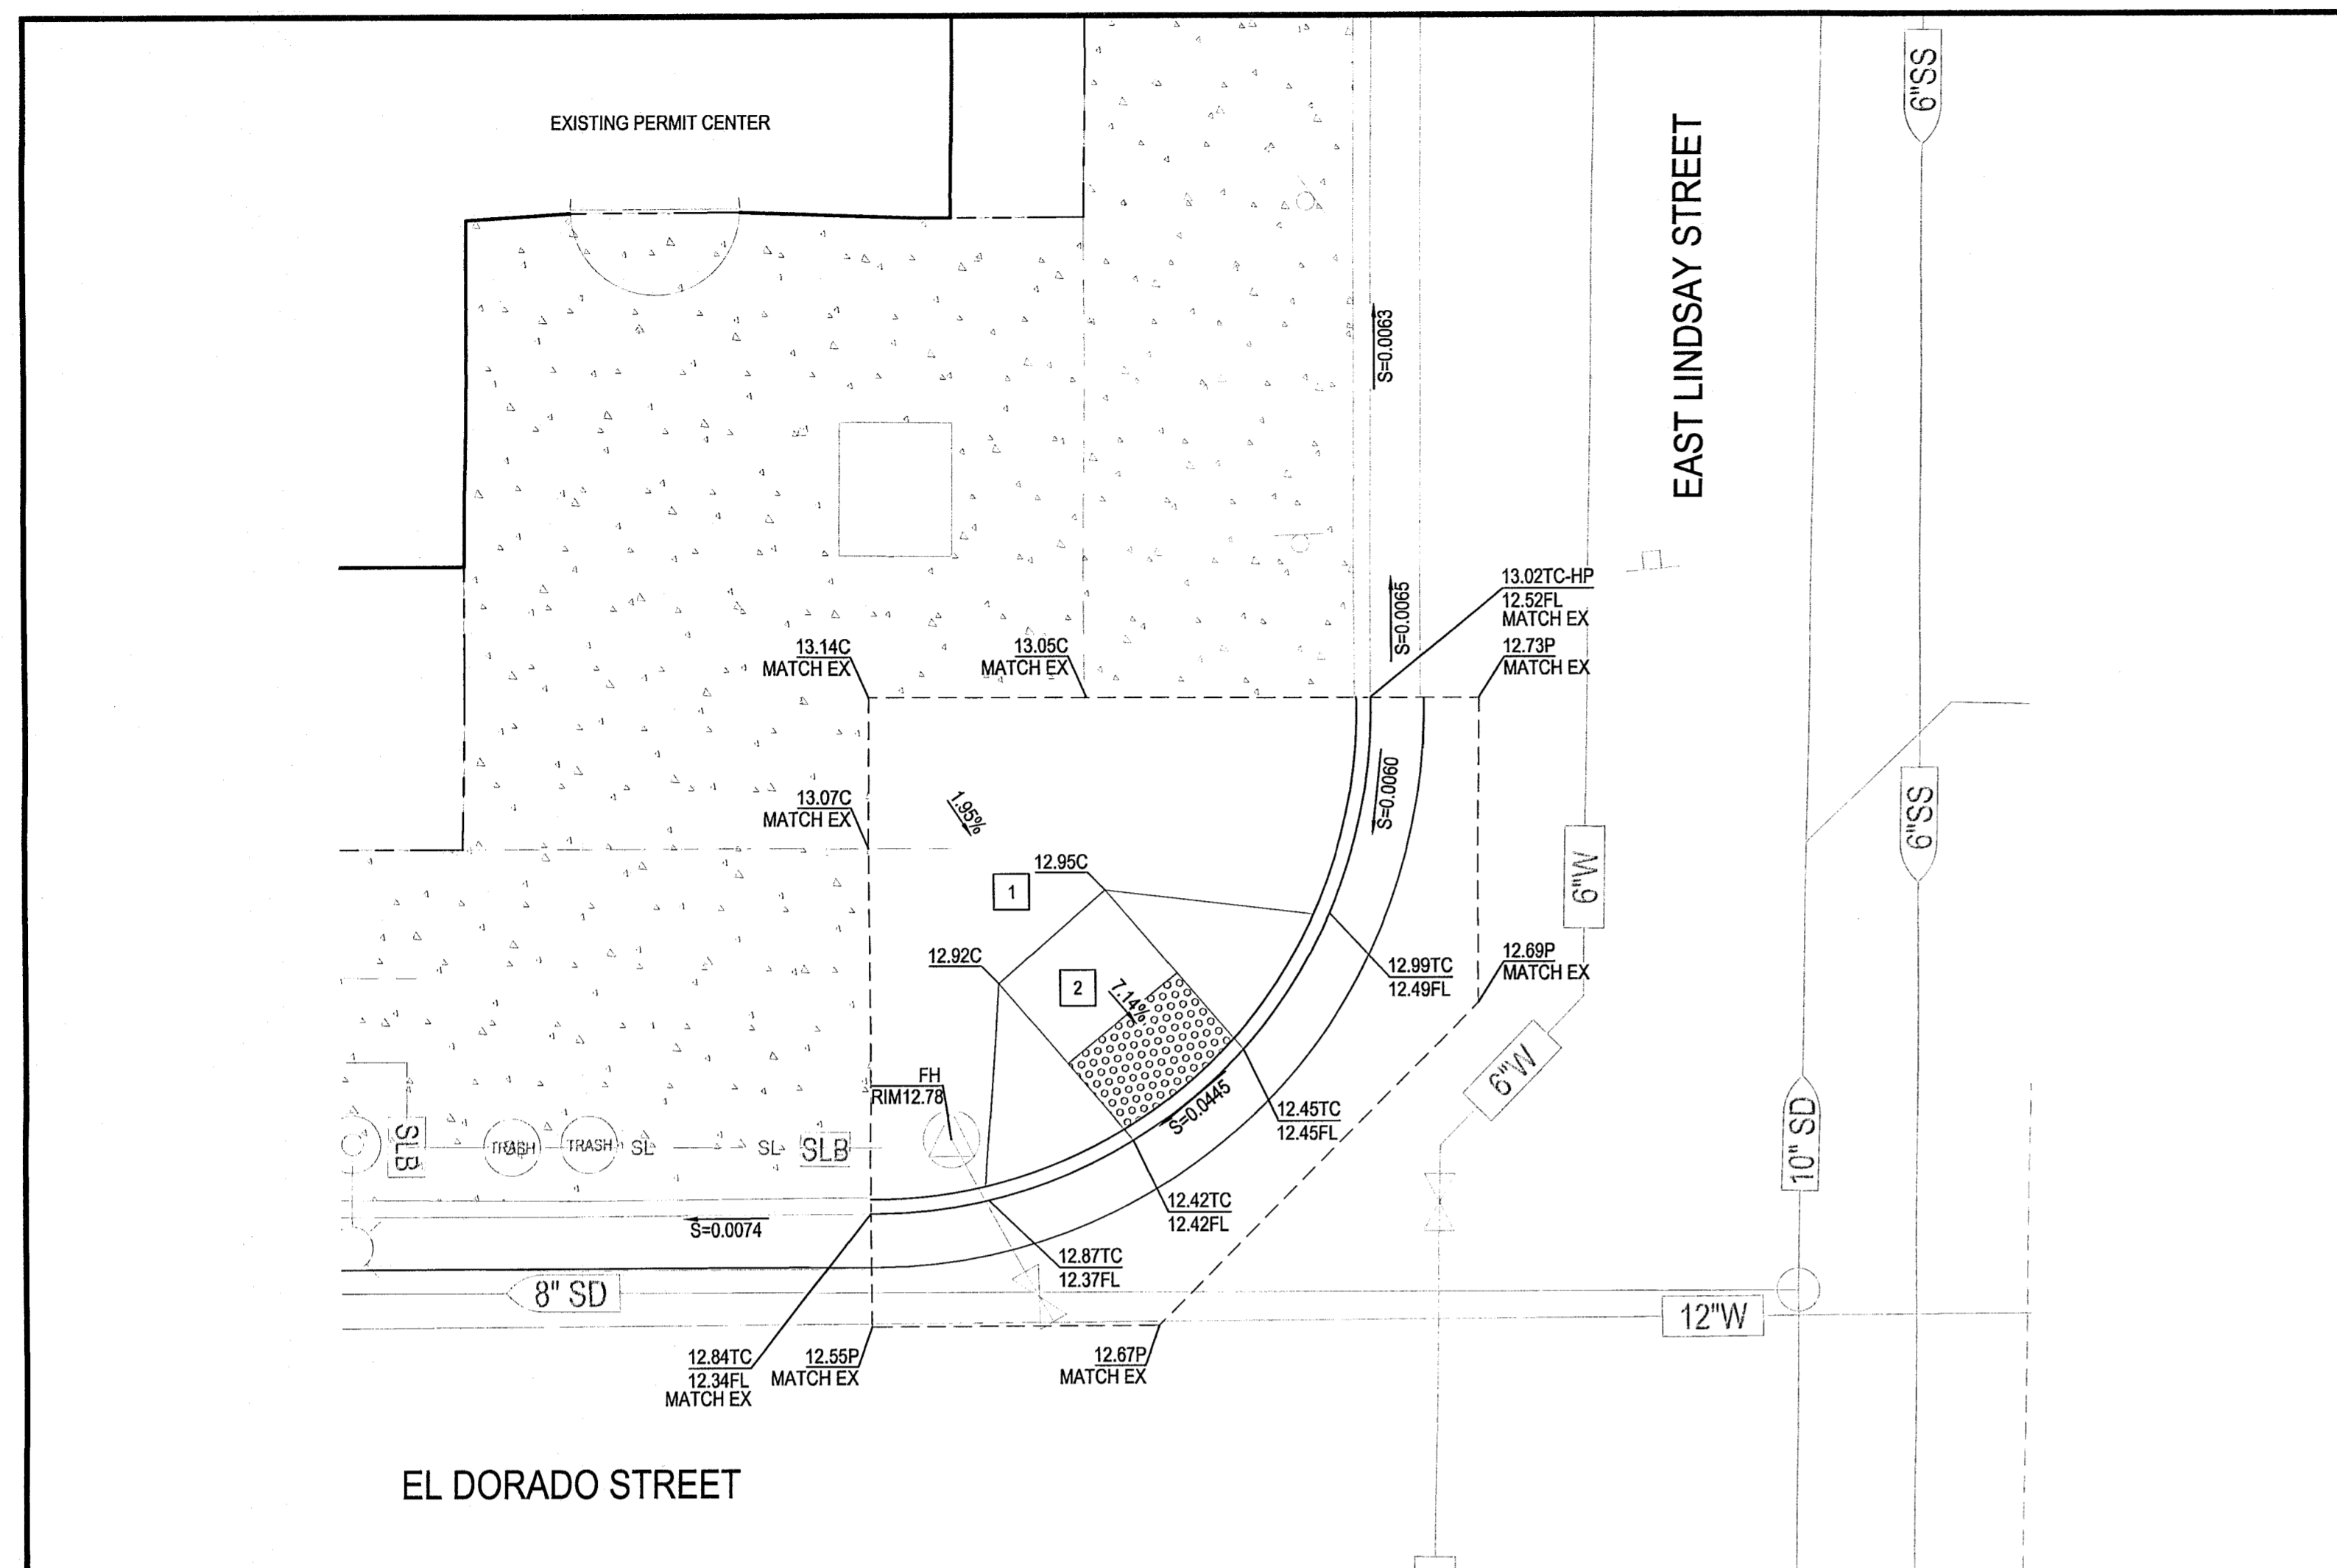 EXISTING PERMIT CENTER
6"SS
EAST LINDSAY STREET
S=0.0063
S=0.0065
13.02TC-HP
12.52FL
MATCH EX
13.14C
MATCH EX
13.05C
MATCH EX
12.73P
MATCH EX
13.07C
MATCH EX
1.95%
S=0.0060
6"SS
6"W
1
12.95C
12.92C
2
7.14%
12.99TC
12.49FL
12.69P
MATCH EX
6"W
FH
RIM12.78
S=0.0445
12.45TC
12.45FL
10" SD
SLB
TRASH
TRASH
SL
SL
SLB
12.42TC
12.42FL
S=0.0074
12.87TC
12.37FL
8" SD
12"W
12.84TC
12.34FL
MATCH EX
12.55P
MATCH EX
12.67P
MATCH EX
EL DORADO STREET